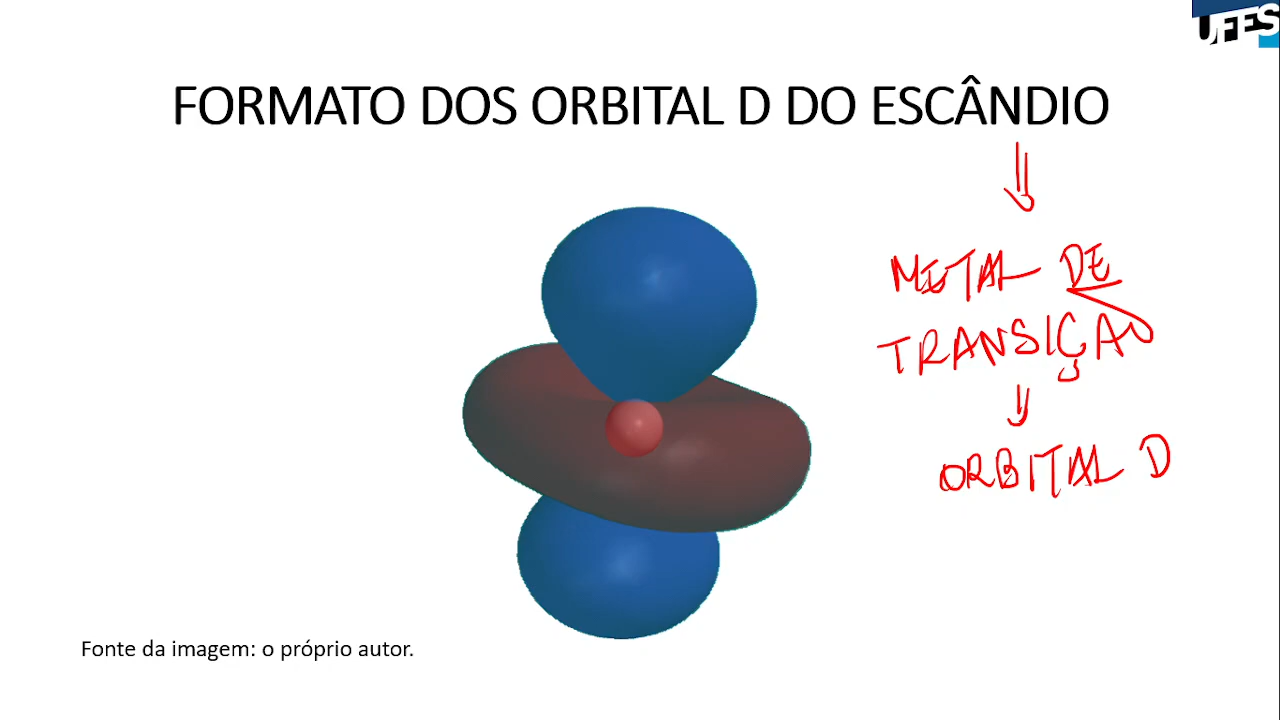 UFES
FORMATO DOS ORBITAL D DO ESCÂNDIO
METAL DE
TRANSIÇÃO
ORBITAL D
Fonte da imagem: o próprio autor.